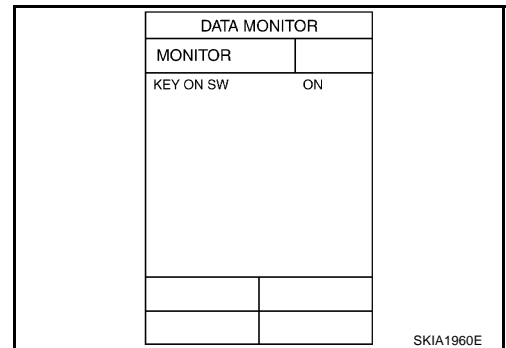 DATA MONITOR
MONITOR
KEY ON SW ON
SKIA1960E